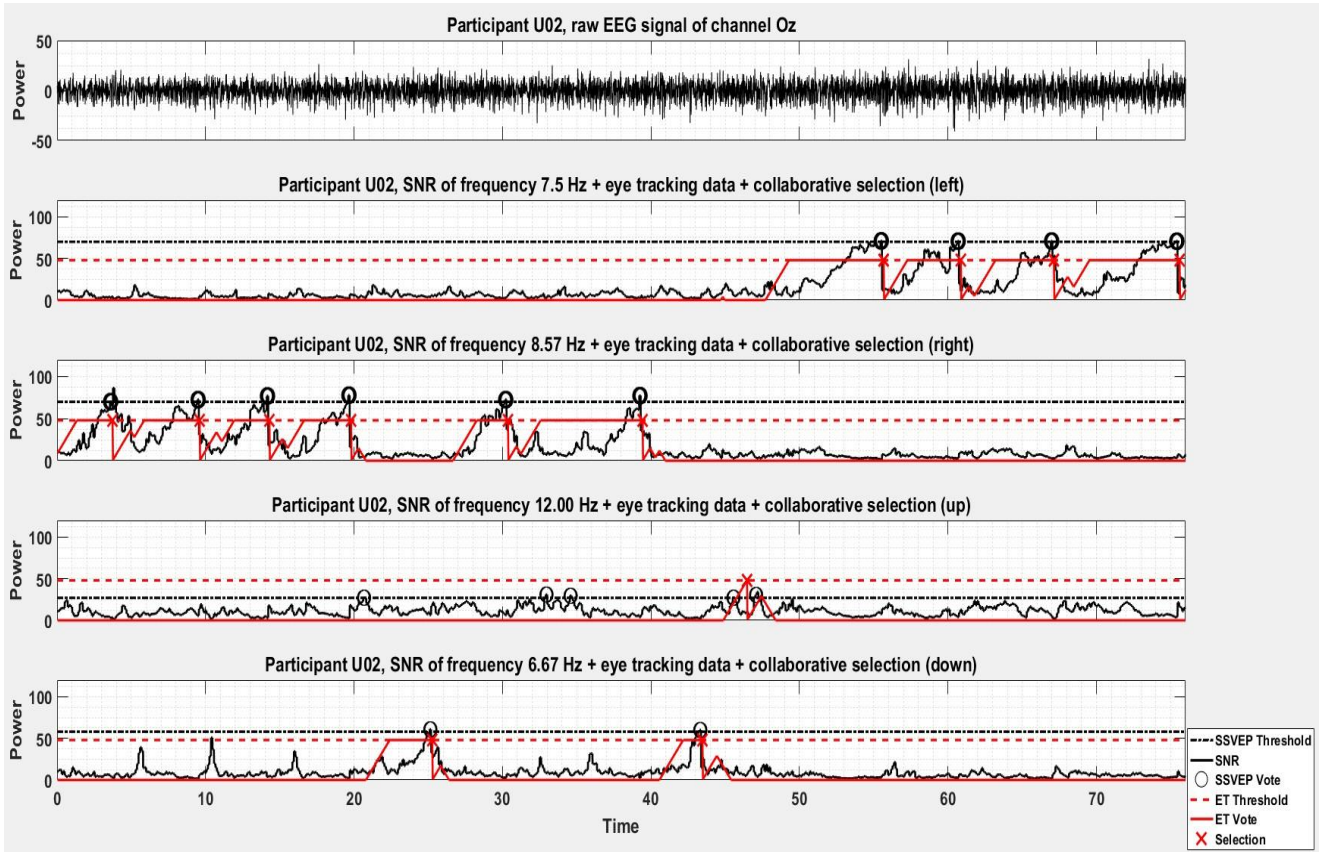 Participant U02, raw EEG signal of channel Oz
50
0
-50
Power
Participant U02, SNR of frequency 7.5 Hz + eye tracking data + collaborative selection (left)
100
50
0
Power
Participant U02, SNR of frequency 8.57 Hz + eye tracking data + collaborative selection (right)
100
50
0
Power
Participant U02, SNR of frequency 12.00 Hz + eye tracking data + collaborative selection (up)
100
50
0
Power
Participant U02, SNR of frequency 6.67 Hz + eye tracking data + collaborative selection (down)
100
50
0
Power
0 10 20 30 40 50 60 70
Time
SSVEP Threshold
SNR
SSVEP Vote
ET Threshold
ET Vote
Selection